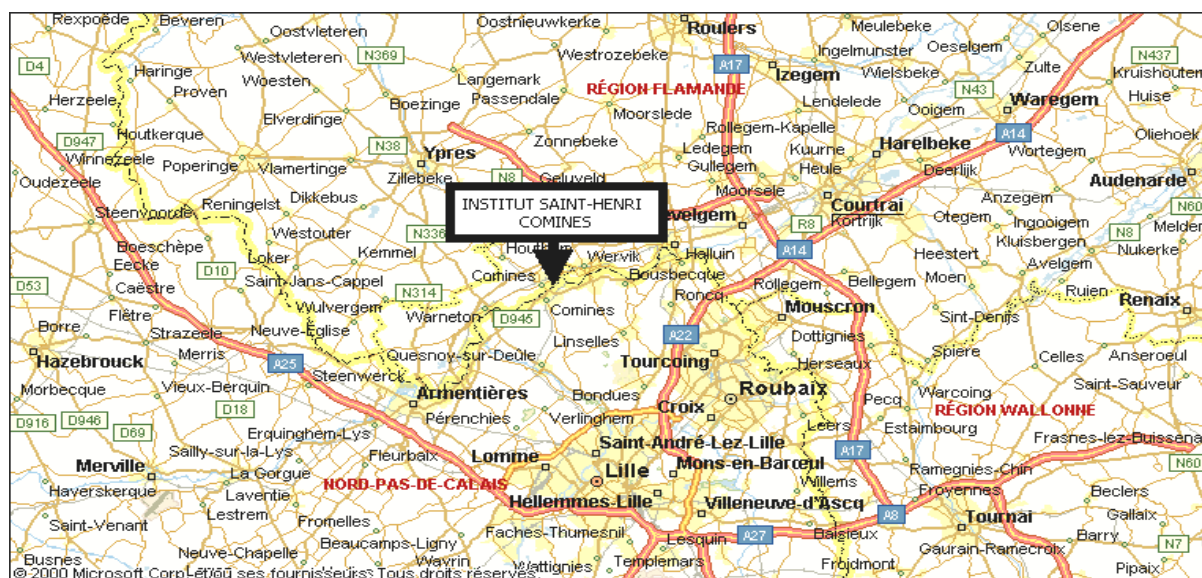 Rexpoëde
Beveren
Oostvleteren
Oostnieuwkerke
Roulers
Meulebeke
Olsene
Westvleteren
N369
Westrozebeke
Ingelmunster
Oeselgem
N437
D4
Haringe
Woesten
Langemark
A17
Izegem
Wielsbeke
Zulte
Kruishoutem
Proven
Passendale
RÉGION FLAMANDE
N43
Herzeele
Boezinge
Moorslede
Lendelede
Ooigem
Waregem
Huise
Elverdinge
D947
Houtkerque
N38
Zonnebeke
Rollegem-Kapelle
A14
Oliehoek
Winnezeele
Poperinge
Vlamertinge
Ypres
Ledegem
Kuurne
Harelbeke
Wortegem
Oudezeele
Zillebeke
N8
Geluveld
Gullegem
Heule
Deerlijk
Audenarde
Steenvoorde
Reningelst
Dikkebus
INSTITUT SAINT-HENRI
COMINES
Moorsele
Courtrai
Anzegem
N60
Westouter
N336
evelgem
R8
Kortrijk
Otegem
Ingooigem
Melden
Boeschèpe
Loker
Kemmel
Wervik
Halluin
A14
Heestert
Kluisbergen
N8
Nukerke
Eecke
D10
Saint-Jans-Cappel
Comines
Bousbecque
Rollegem
Bellegem
Moen
Avelgem
D53
Caëstre
Wulvergem
N314
Roncq
Mouscron
Ruien
Renaix
Flêtre
Warneton
D945
Comines
Sint-Denijs
Borre
Strazeele
Neuve-Église
Linselles
A22
Dottignies
Spiere
Anseroeul
Hazebrouck
Merris
A25
Quesnoy-sur-Deûle
Tourcoing
Herseaux
Celles
Morbecque
Vieux-Berquin
Steenwerck
Armentières
Bondues
Roubaix
Warcoing
Saint-Sauveur
D916
D946
D18
Pérenchies
Verlinghem
Croix
Pecq
RÉGION WALLONNE
D69
Erquinghem-Lys
Leers
Estaimbourg
Sailly-sur-la-Lys
Fleurbaix
Saint-André-Lez-Lille
A17
Frasnes-lez-Buissenal
Merville
La Gorgue
Lomme
Lille
Mons-en-Barœul
Willems
Ramegnies-Chin
N60
Haverskerque
Laventie
NORD-PAS-DE-CALAIS
Hellemmes-Lille
Villeneuve-d'Ascq
Froyennes
Beclers
Saint-Venant
Lestrem
Fromelles
Faches-Thumesnil
A8
Tournai
Gallaix
Beaucamps-Ligny
Lesquin
A27
Baisieux
Barry
N7
Busnes
Neuve-Chapelle
Wavrin
Wattignies
Templemars
Froidmont
Gaurain-Ramecroix
Pipaix
© 2000 Microsoft Corp. et/ou ses fournisseurs. Tous droits réservés.